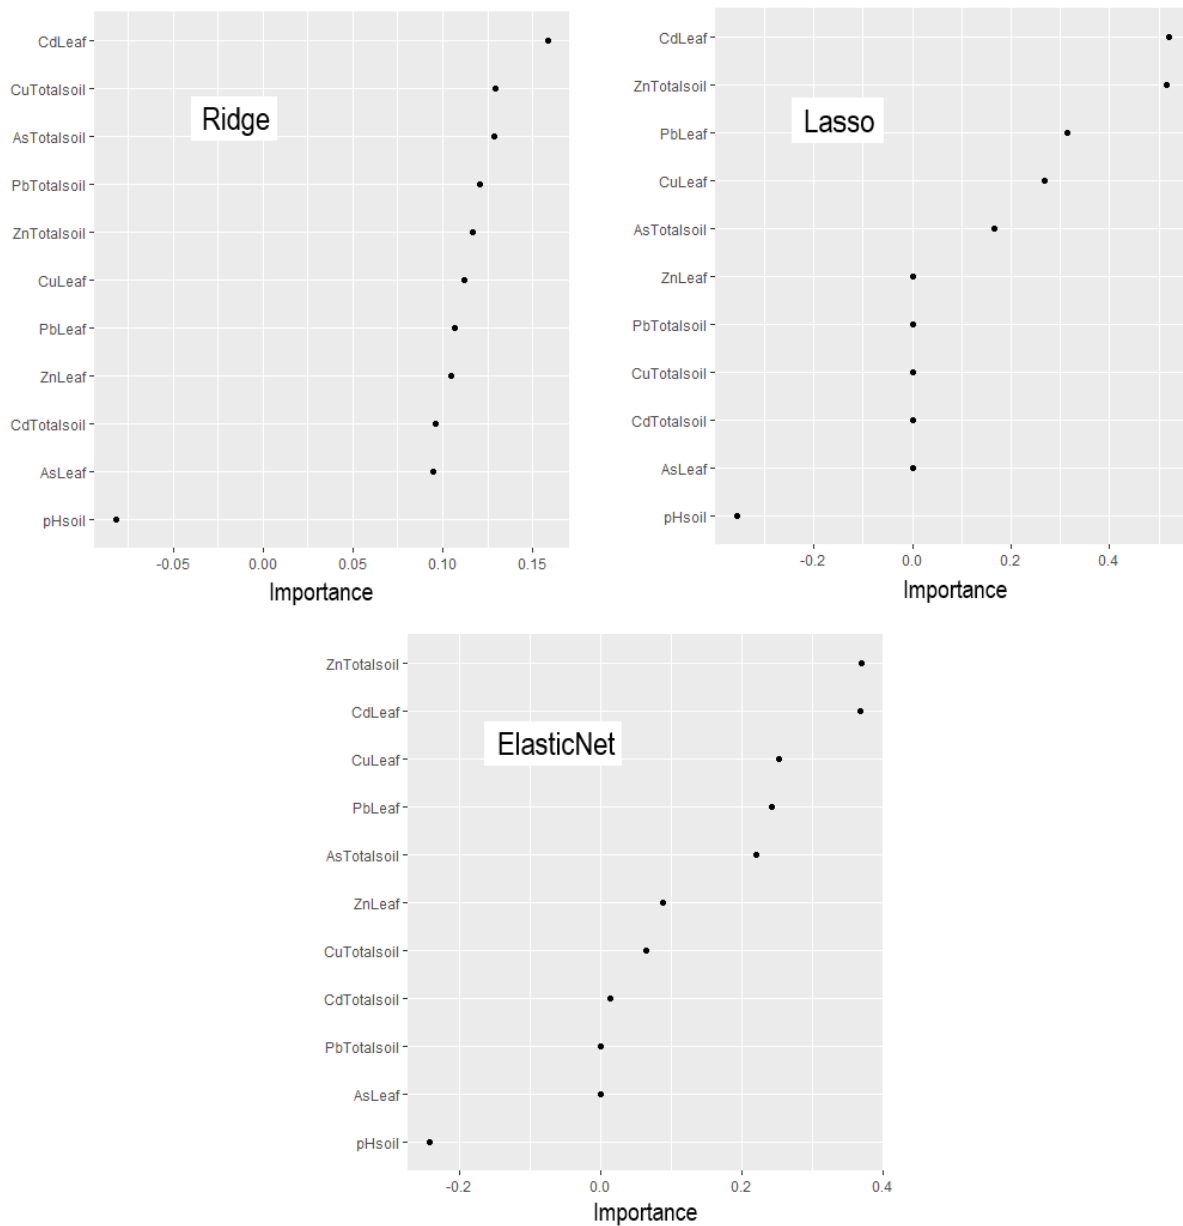 CdLeaf
CuTotalsoil
Ridge
AsTotalsoil
PbTotalsoil
ZnTotalsoil
CuLeaf
PbLeaf
ZnLeaf
CdTotalsoil
AsLeaf
pHsoil
-0.05 0.00 0.05 0.10 0.15
Importance
CdLeaf
ZnTotalsoil
Lasso
PbLeaf
CuLeaf
AsTotalsoil
ZnLeaf
PbTotalsoil
CuTotalsoil
CdTotalsoil
AsLeaf
pHsoil
-0.2 0.0 0.2 0.4
Importance
ZnTotalsoil
CdLeaf
ElasticNet
CuLeaf
PbLeaf
AsTotalsoil
ZnLeaf
CuTotalsoil
CdTotalsoil
PbTotalsoil
AsLeaf
pHsoil
-0.2 0.0 0.2 0.4
Importance